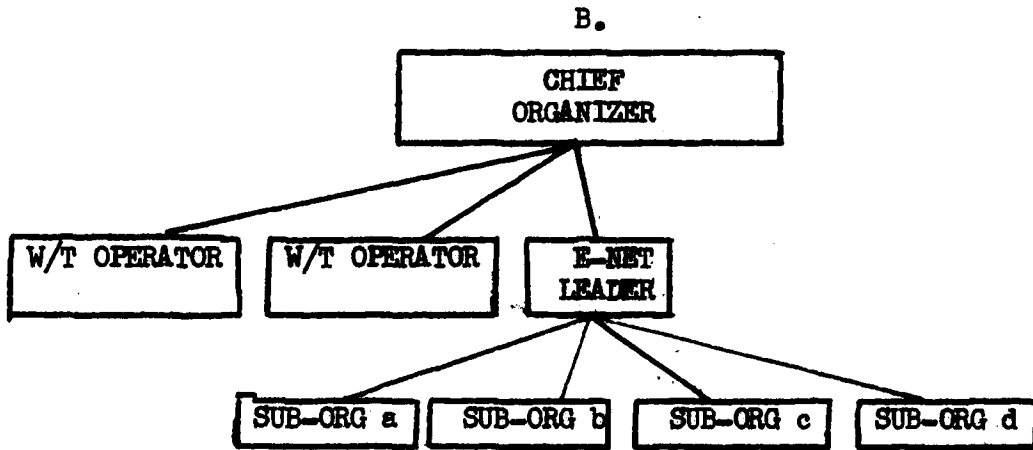 B.
CHIEF
ORGANIZER
W/T OPERATOR
W/T OPERATOR
E-NET
LEADER
SUB-ORG a
SUB-ORG b
SUB-ORG c
SUB-ORG d